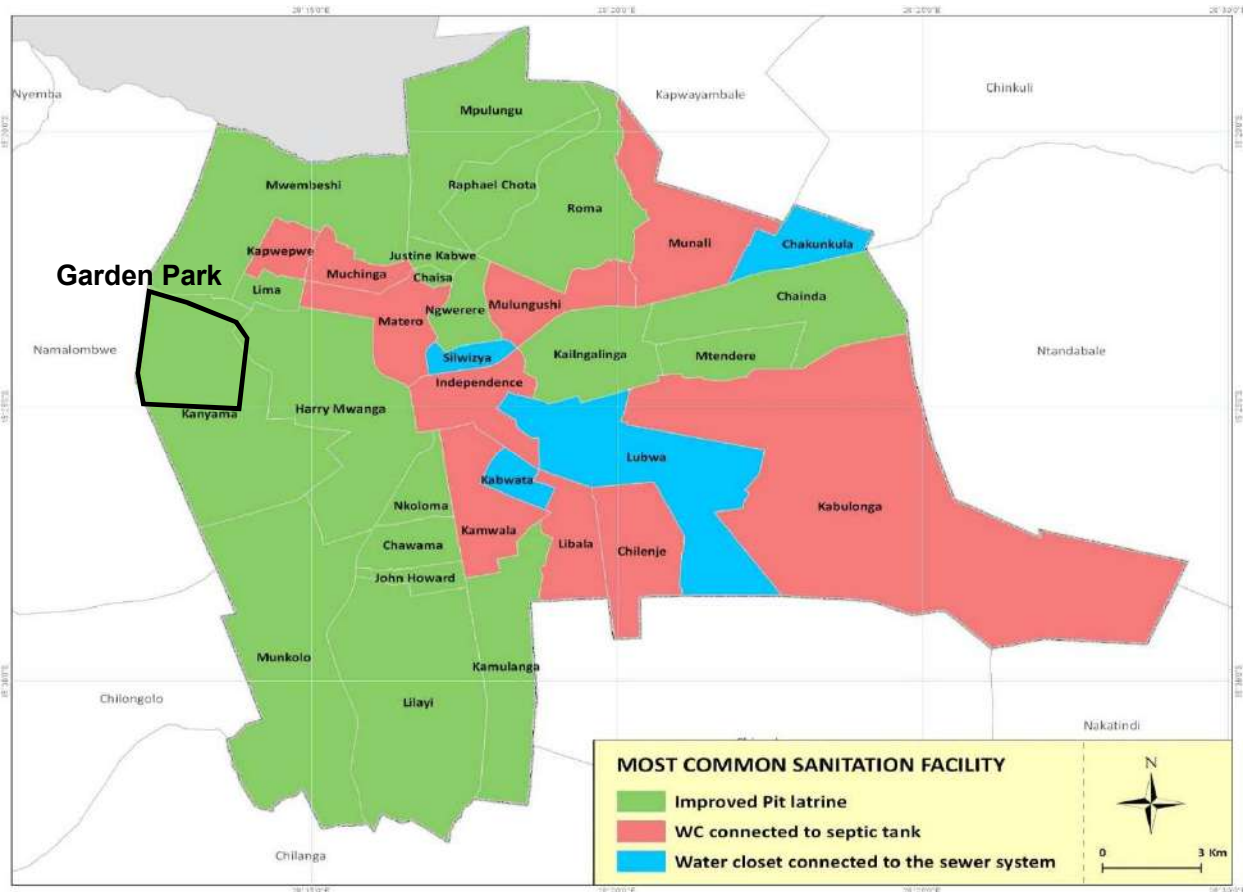 28°15'0"E
Nyemba
Kapwayambale
Chinkuli
Mpulungu
Mwembeshi
Raphael Chota
Roma
Kapwepwe
Justine Kabwe
Munali
Chakunkula
Garden Park
Muchinga
Chaisa
Lima
Chainda
Matero
Ngwerere
Mulungushi
Namalombwe
Silwizya
Kailngalinga
Mtendere
Ntandabale
Independence
Kanyama
Harry Mwanga
Lubwa
Kabwata
Kabulonga
Nkoloma
Kamwala
Chawama
Libala
Chilenje
John Howard
Munkolo
Kamulanga
Chilongolo
Lilayi
Nakatindi
MOST COMMON SANITATION FACILITY
N
Improved Pit latrine
WC connected to septic tank
Water closet connected to the sewer system
0 3 Km
Chilanga